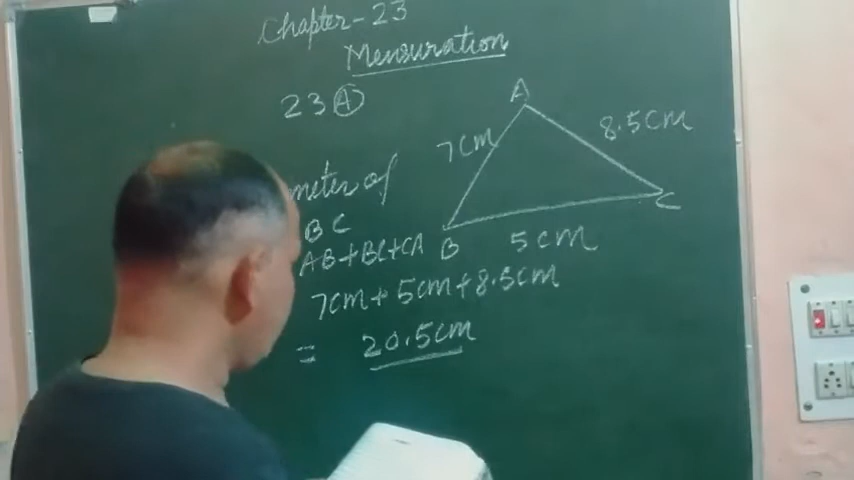 Chapter-23
Mensuration
23 A
A
7cm
8.5cm
B
C
5cm
meter of
BC
AB+BC+CA
7cm+5cm+8.5cm
= 20.5cm